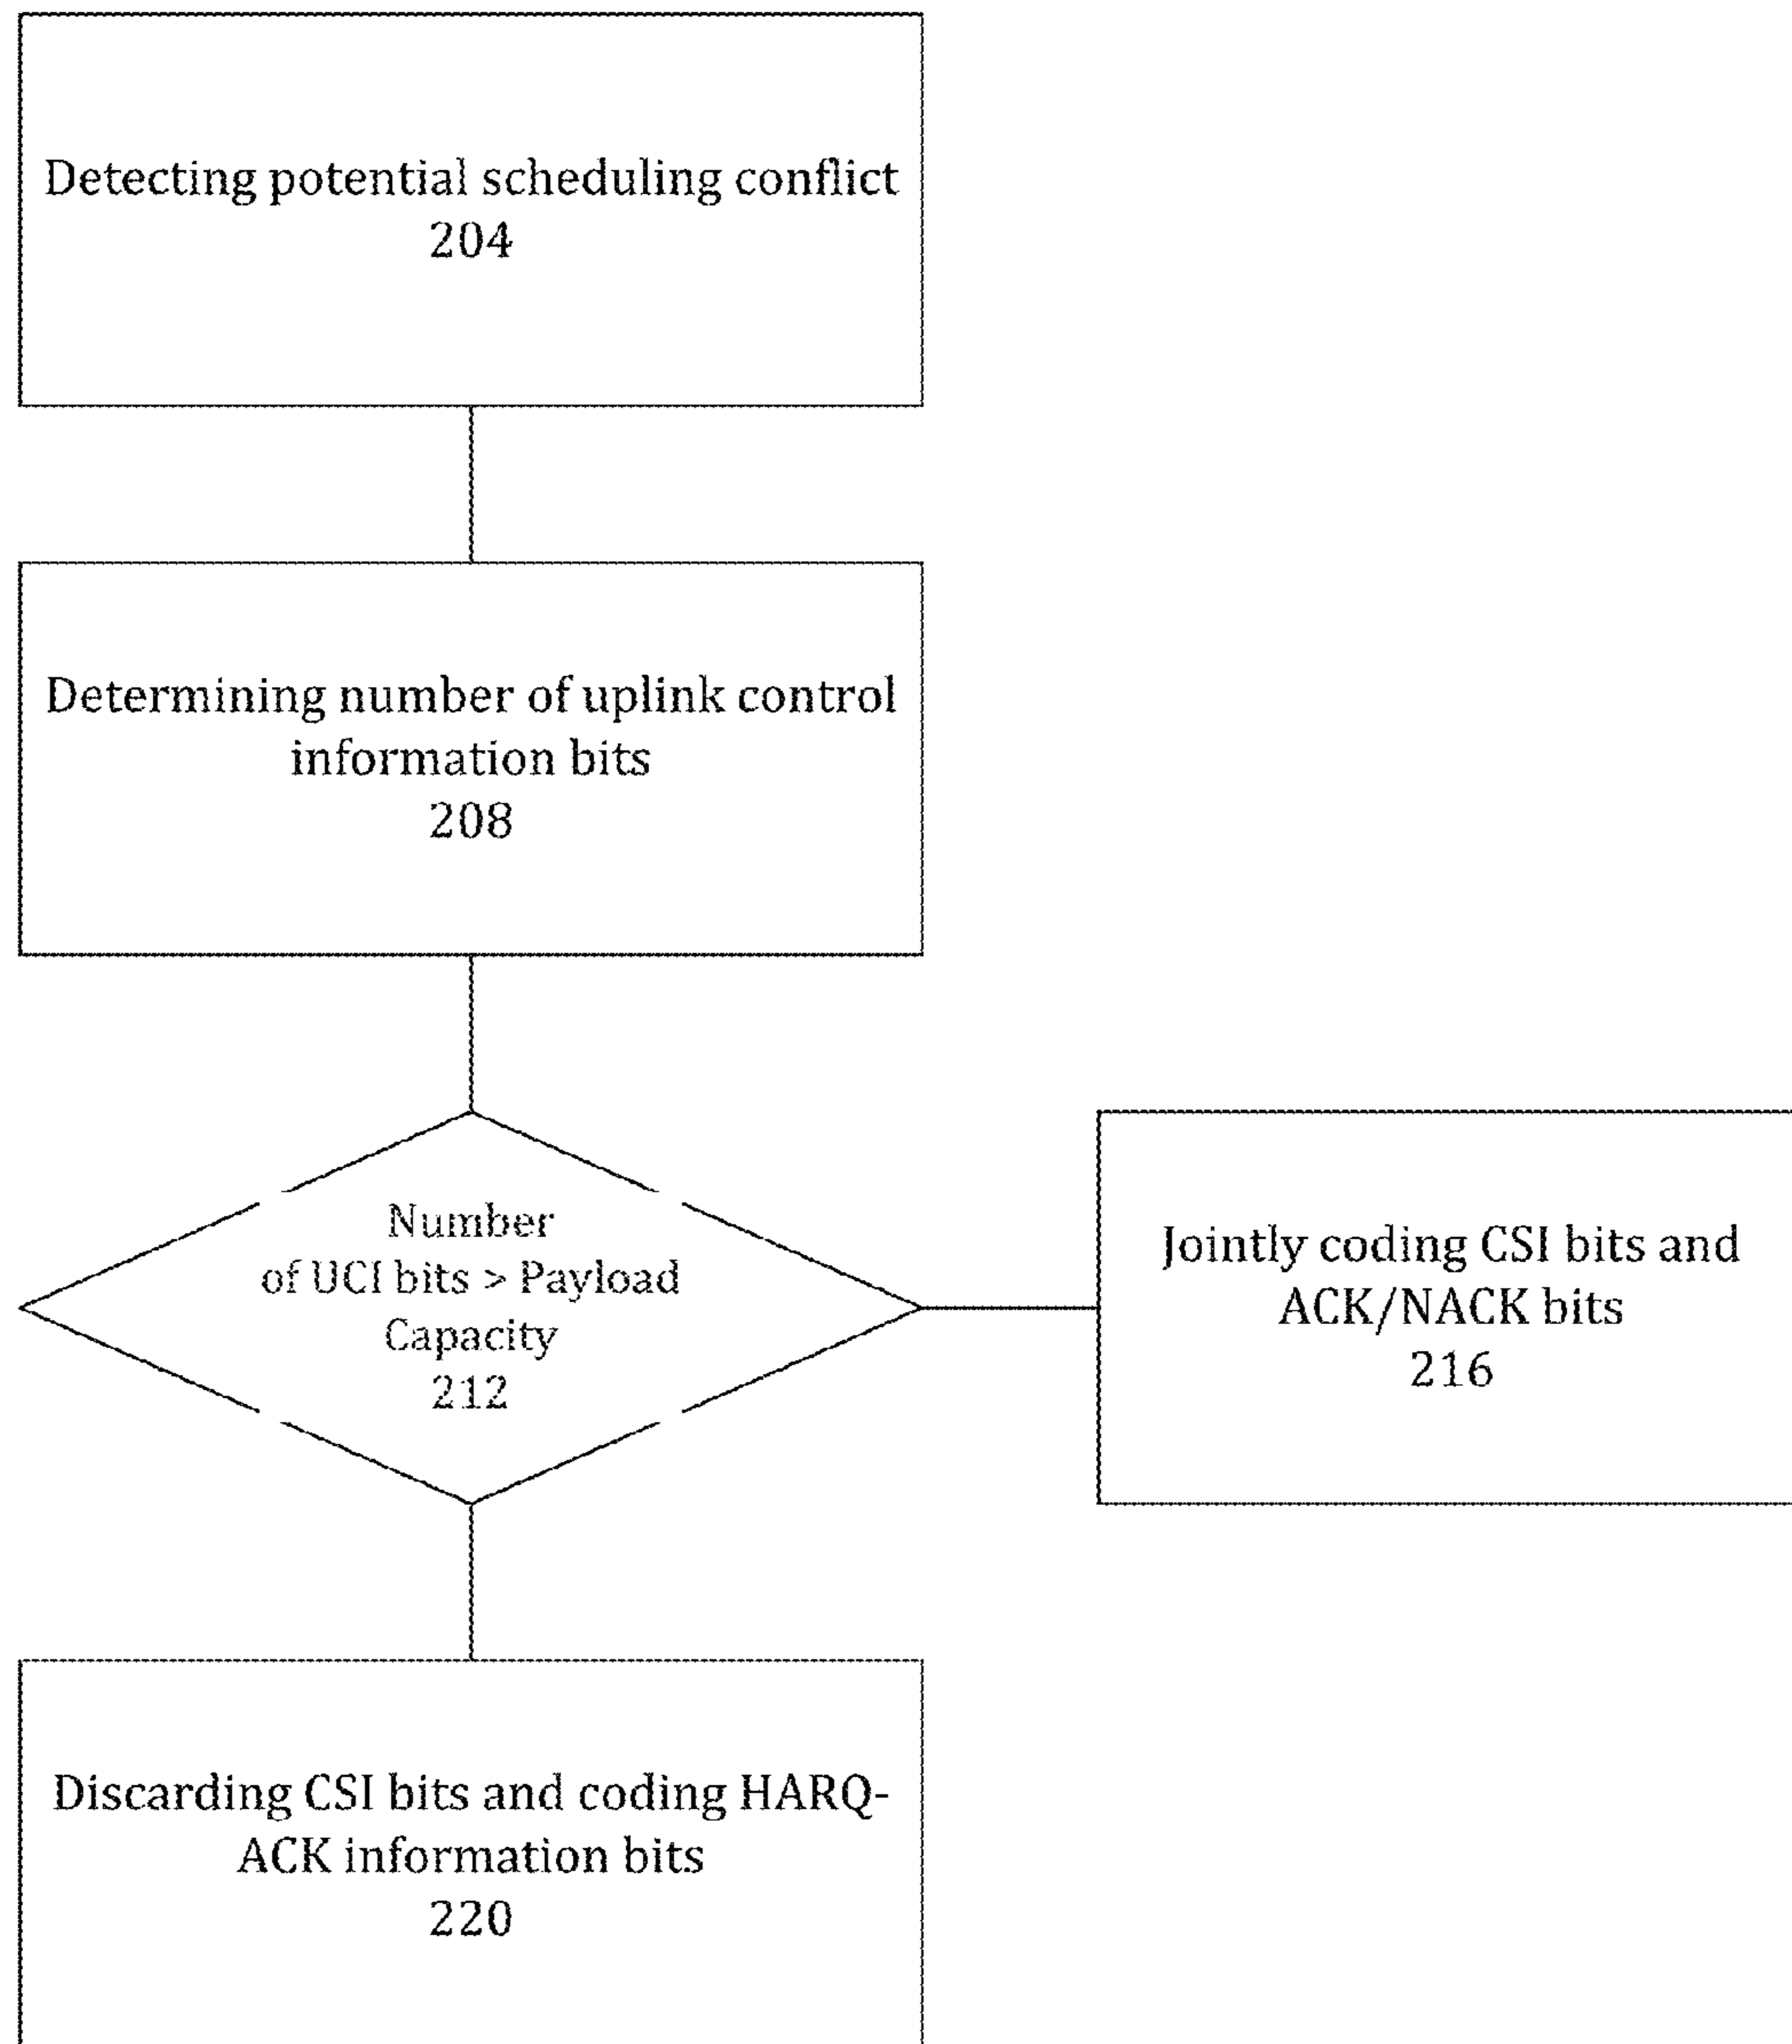 Detecting potential scheduling conflict
204
Determining number of uplink control
information bits
208
Number
of UCI bits > Payload
Capacity
212
Jointly coding CSI bits and
ACK/NACK bits
216
Discarding CSI bits and coding HARQ-
ACK information bits
220